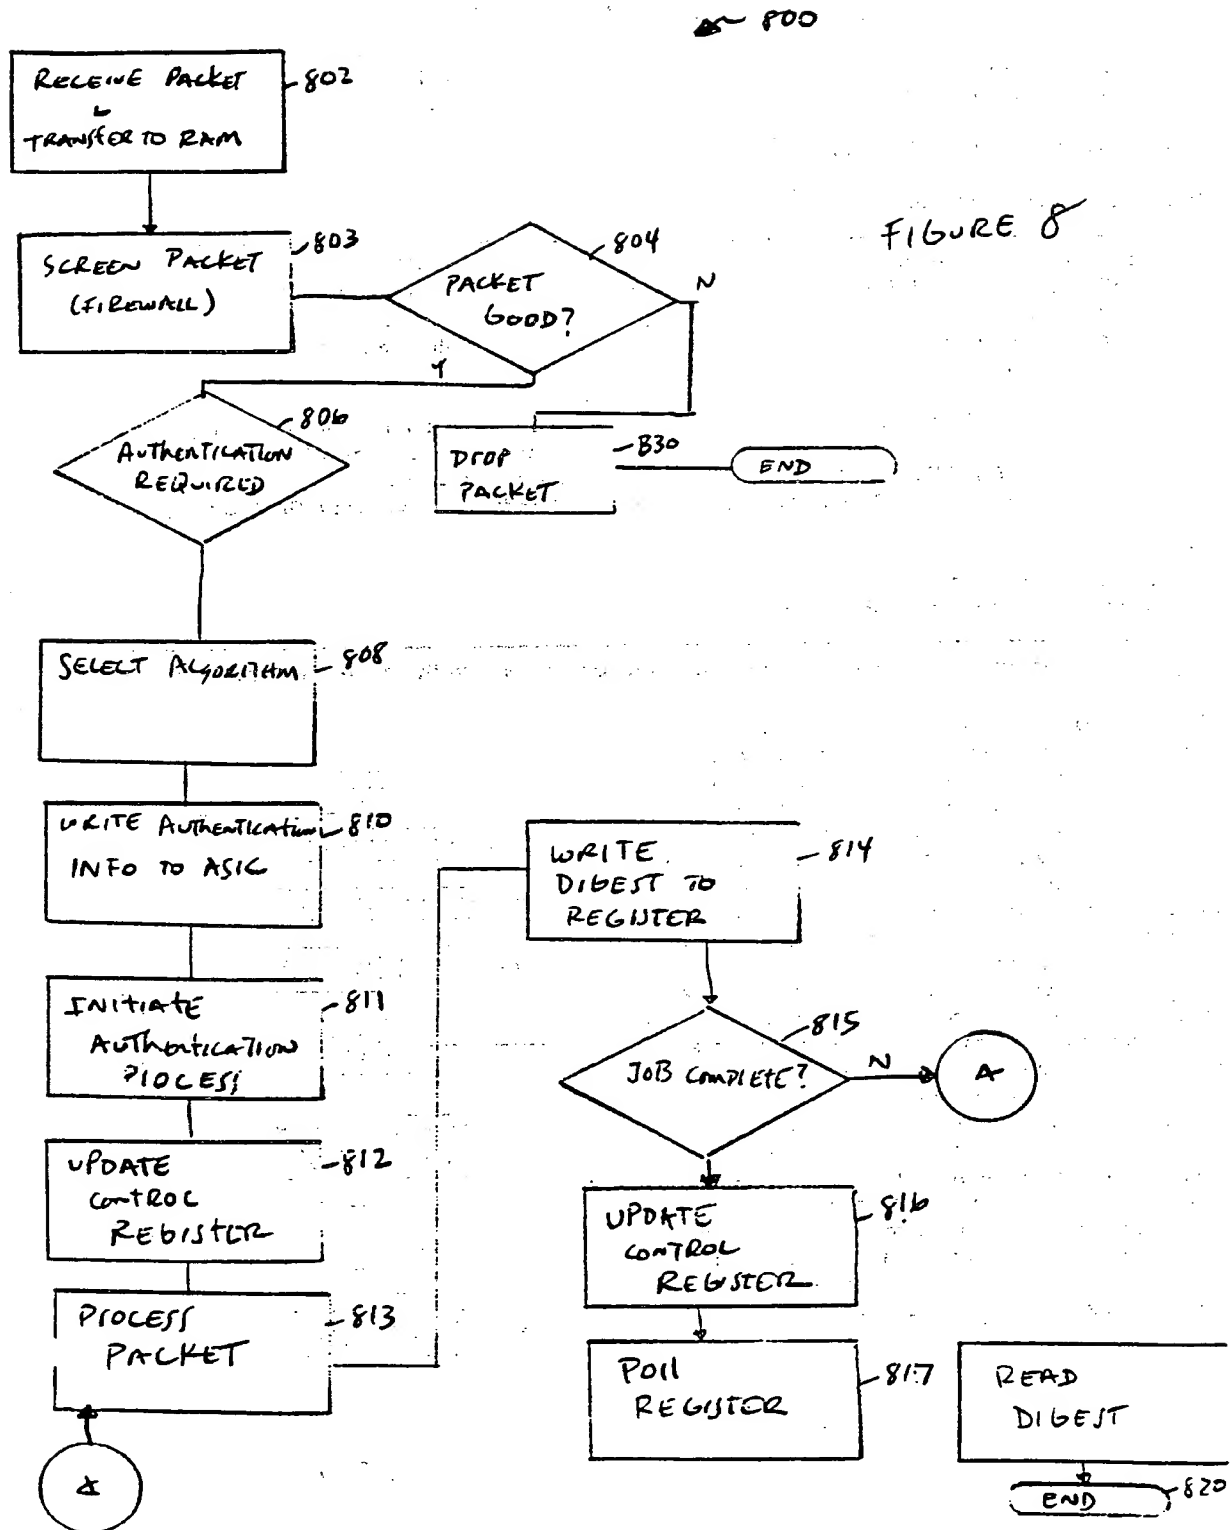 800
RECEIVE PACKET
&
TRANSFER TO RAM
802
FIGURE 8
SCREEN PACKET
(FIREWALL)
803
PACKET
GOOD?
804
N
Y
AUTHENTICATION
REQUIRED
806
DROP
PACKET
830
END
SELECT ALGORITHM
808
WRITE AUTHENTICATION
INFO TO ASIC
810
INITIATE
AUTHENTICATION
PROCESS
811
UPDATE
CONTROL
REGISTER
812
PROCESS
PACKET
813
A
WRITE
DIGEST TO
REGISTER
814
JOB COMPLETE?
815
N
A
UPDATE
CONTROL
REGISTER
816
POLL
REGISTER
817
READ
DIGEST
END
820